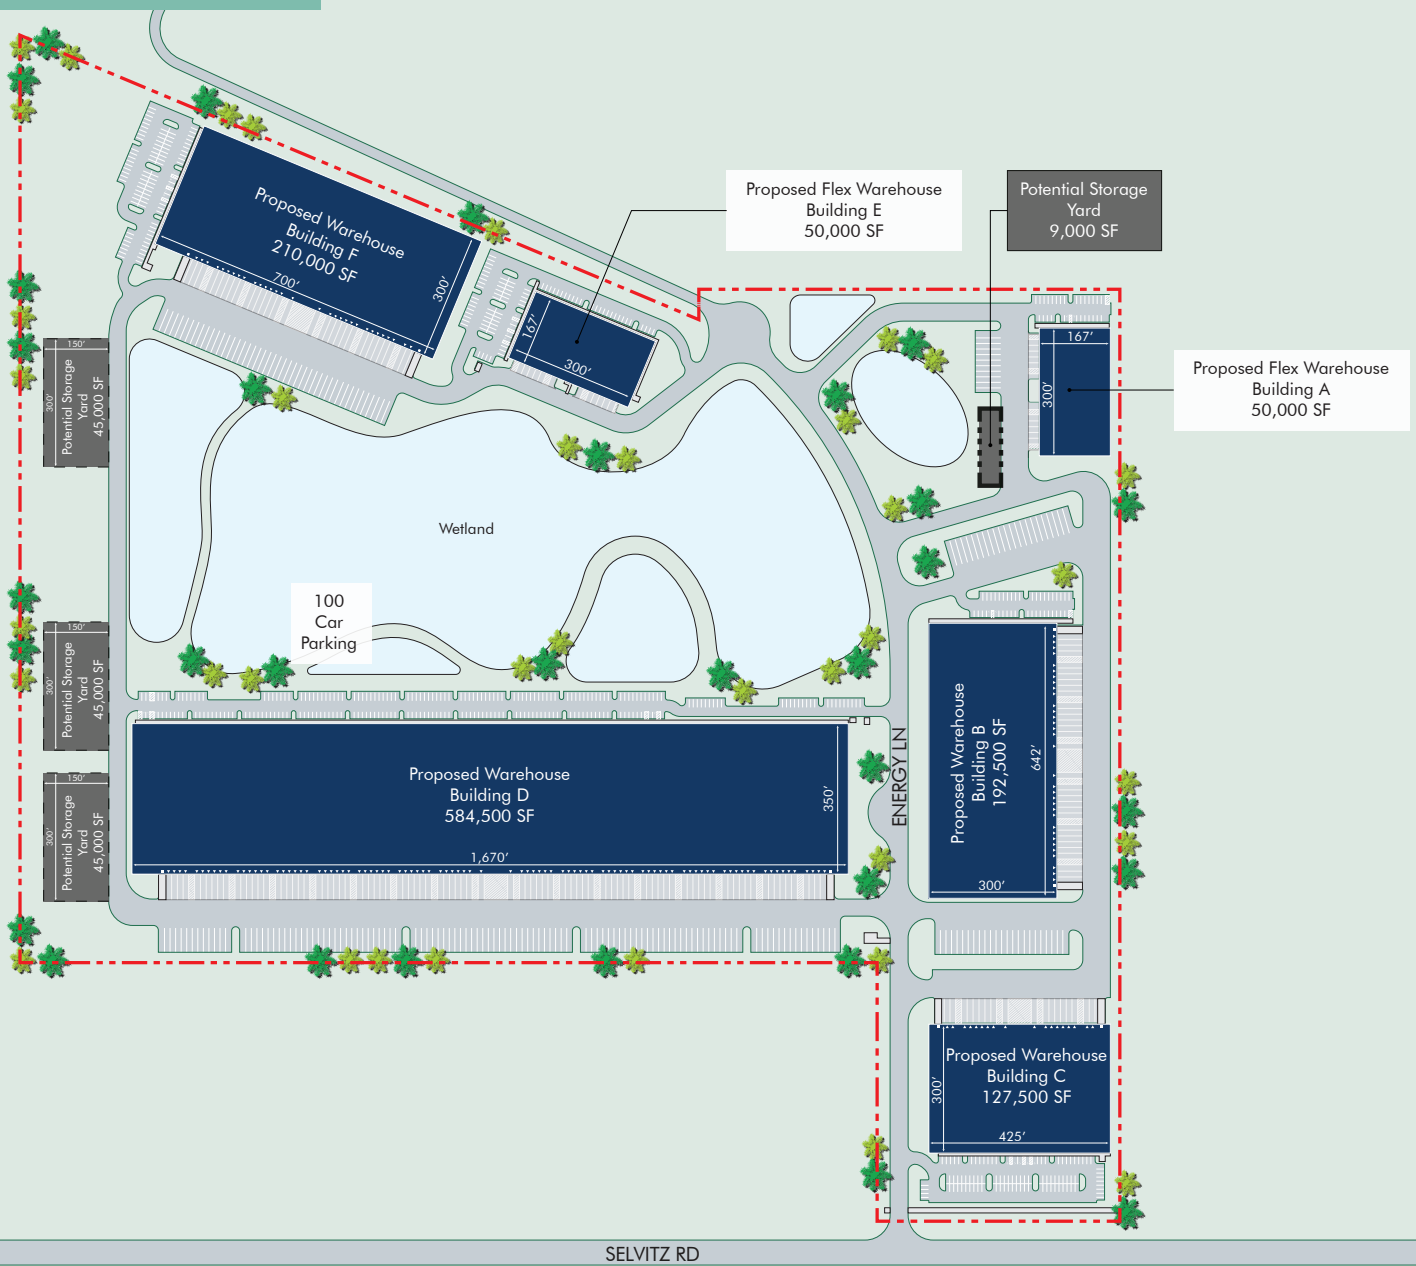 Proposed Warehouse
Building F
210,000 SF
700’
300’
Proposed Flex Warehouse
Building E
50,000 SF
167’
300’
Potential Storage
Yard
9,000 SF
167’
300’
Proposed Flex Warehouse
Building A
50,000 SF
150’
300’
Potential Storage
Yard
45,000 SF
Wetland
100
Car
Parking
150’
300’
Potential Storage
Yard
45,000 SF
150’
300’
Potential Storage
Yard
45,000 SF
Proposed Warehouse
Building D
584,500 SF
350’
1,670’
ENERGY LN
Proposed Warehouse
Building B
192,500 SF
642’
300’
Proposed Warehouse
Building C
127,500 SF
300’
425’
SELVITZ RD